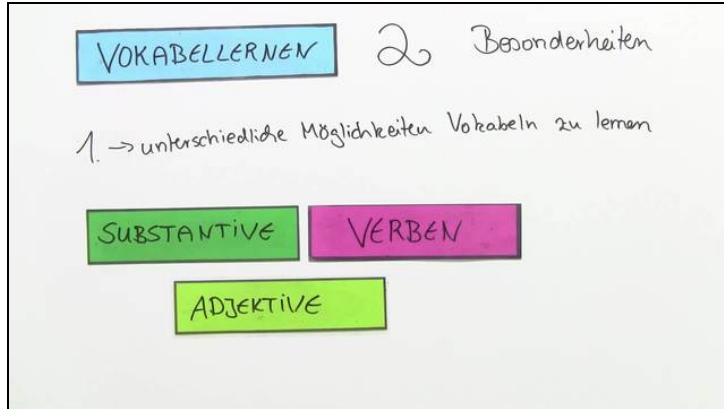 VOKABELLERNEN 2 Besonderheiten
1. → unterschiedliche Möglichkeiten Vokabeln zu lernen
SUBSTANTIVE VERBEN
ADJEKTIVE